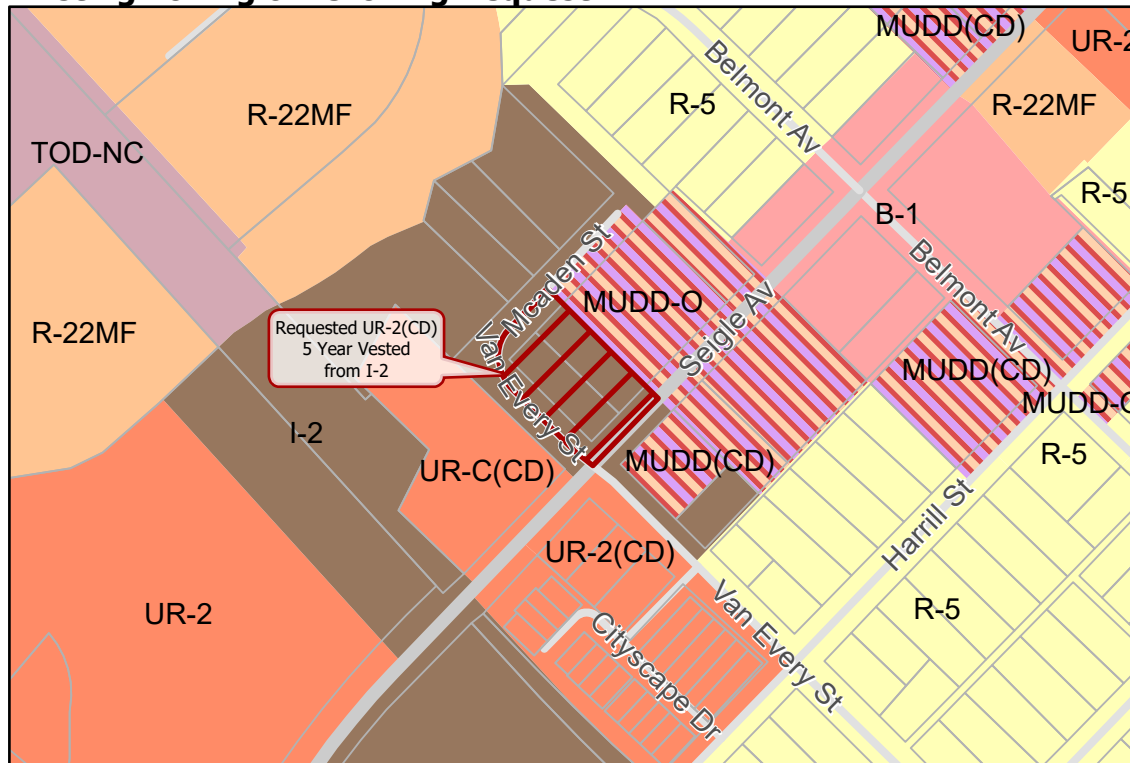 MUDD(CD)
UR-2
Belmont Av
R-22MF
R-5
R-22MF
TOD-NC
R-5
B-1
Mcaden St
Belmont Av
MUDD-O
Seigle Av
R-22MF
Requested UR-2(CD)
5 Year Vested
from I-2
Van Every St
MUDD(CD)
MUDD-O
I-2
UR-C(CD)
MUDD(CD)
R-5
Harrill St
UR-2(CD)
UR-2
Van Every St
R-5
Cityscape Dr